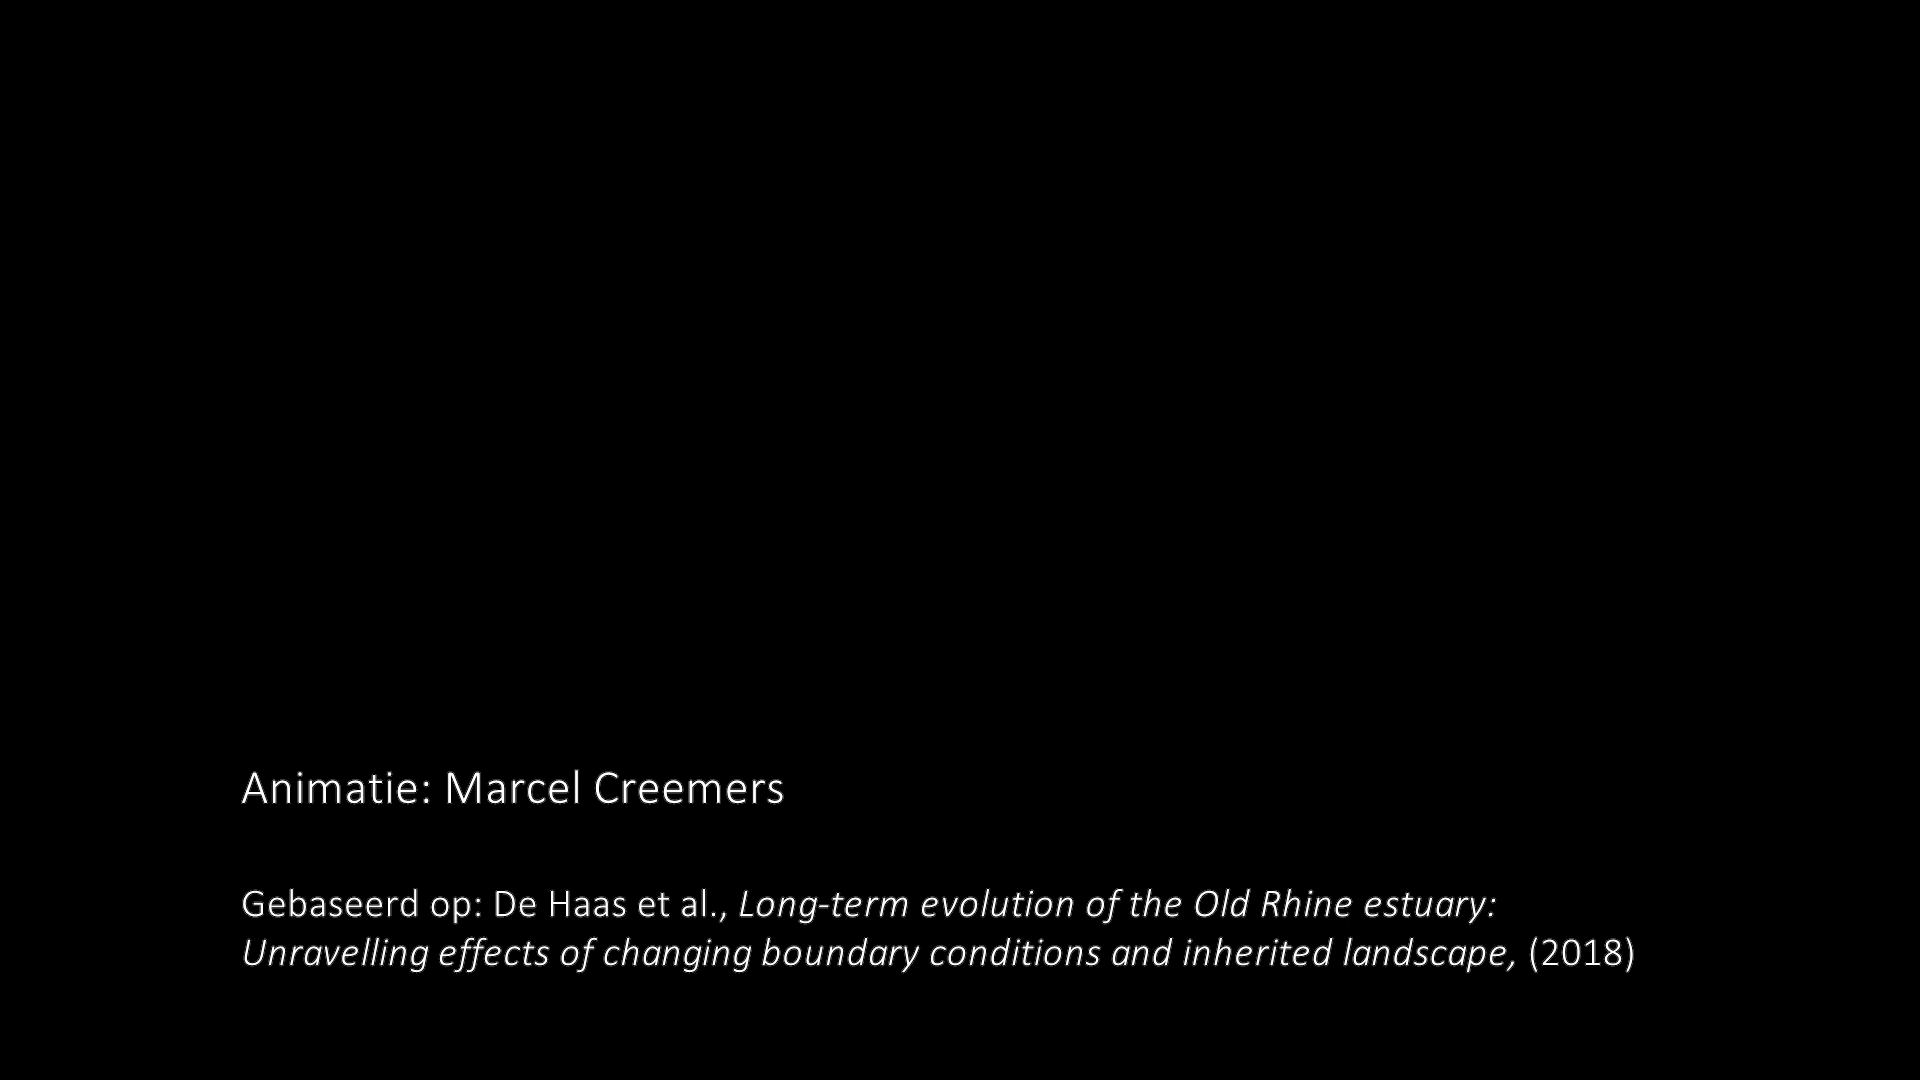 Animatie: Marcel Creemers
Gebaseerd op: De Haas et al., Long-term evolution of the Old Rhine estuary:
Unravelling effects of changing boundary conditions and inherited landscape, (2018)